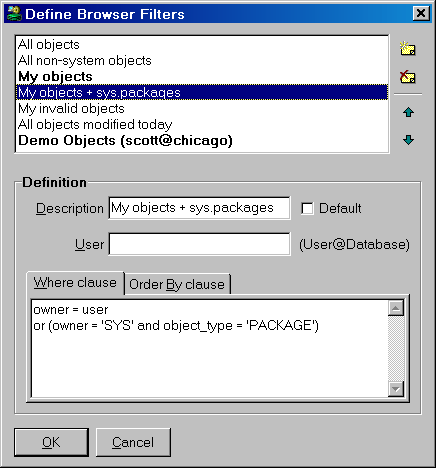 Define Browser Filters
All objects
All non-system objects
My objects
My objects + sys.packages
My invalid objects
All objects modified today
Demo Objects (scott@chicago)
Definition
Description My objects + sys.packages Default
User (User@Database)
Where clause Order By clause
owner = user
or (owner = 'SYS' and object_type = 'PACKAGE')
OK Cancel